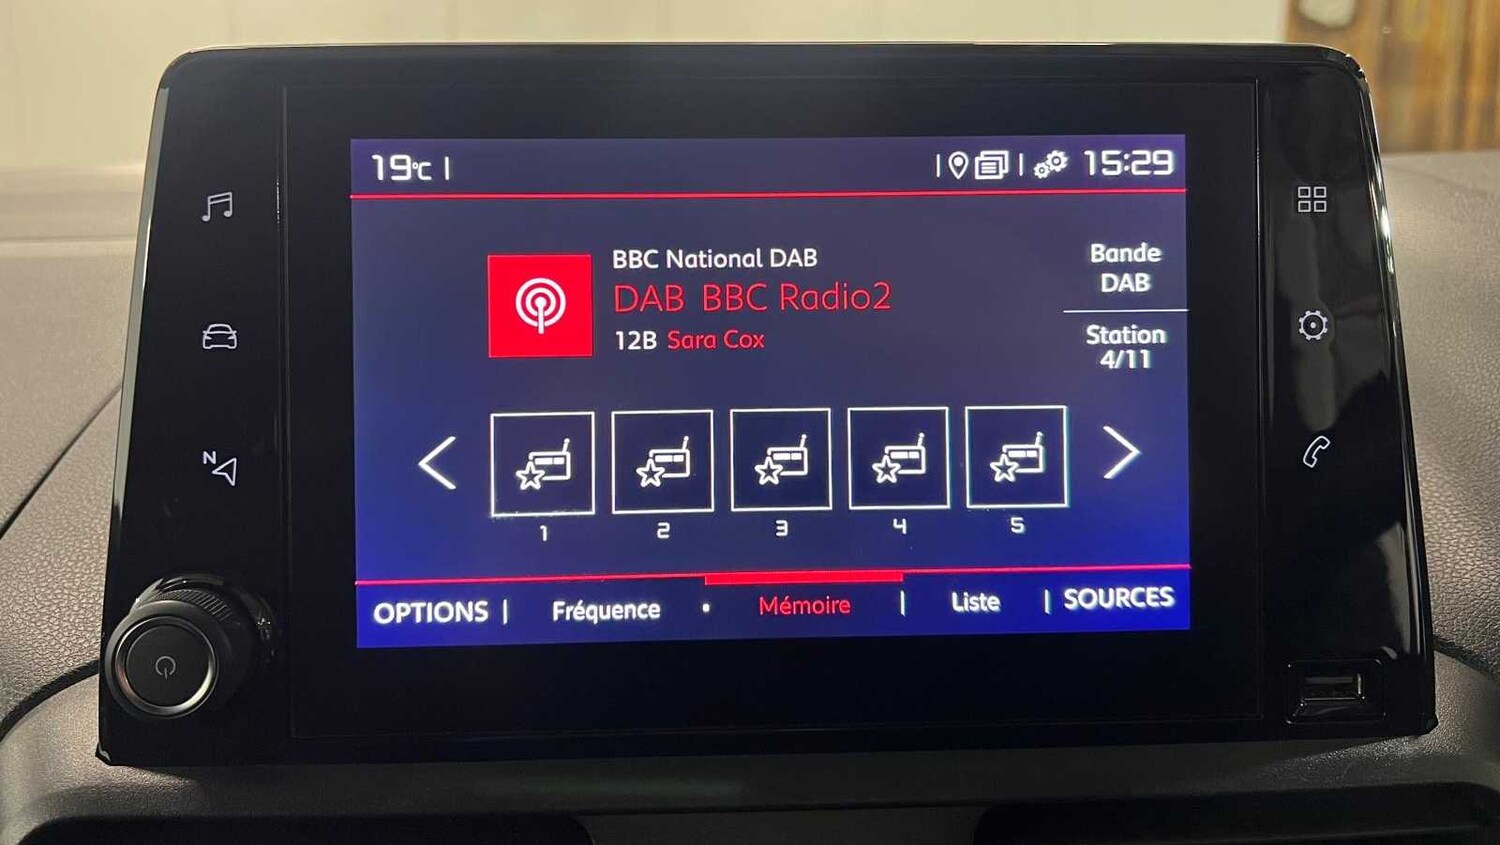 19°C
15:29
BBC National DAB
DAB BBC Radio2
12B Sara Cox
Bande
DAB
Station
4/11
1 2 3 4 5
OPTIONS Fréquence · Mémoire Liste SOURCES
N